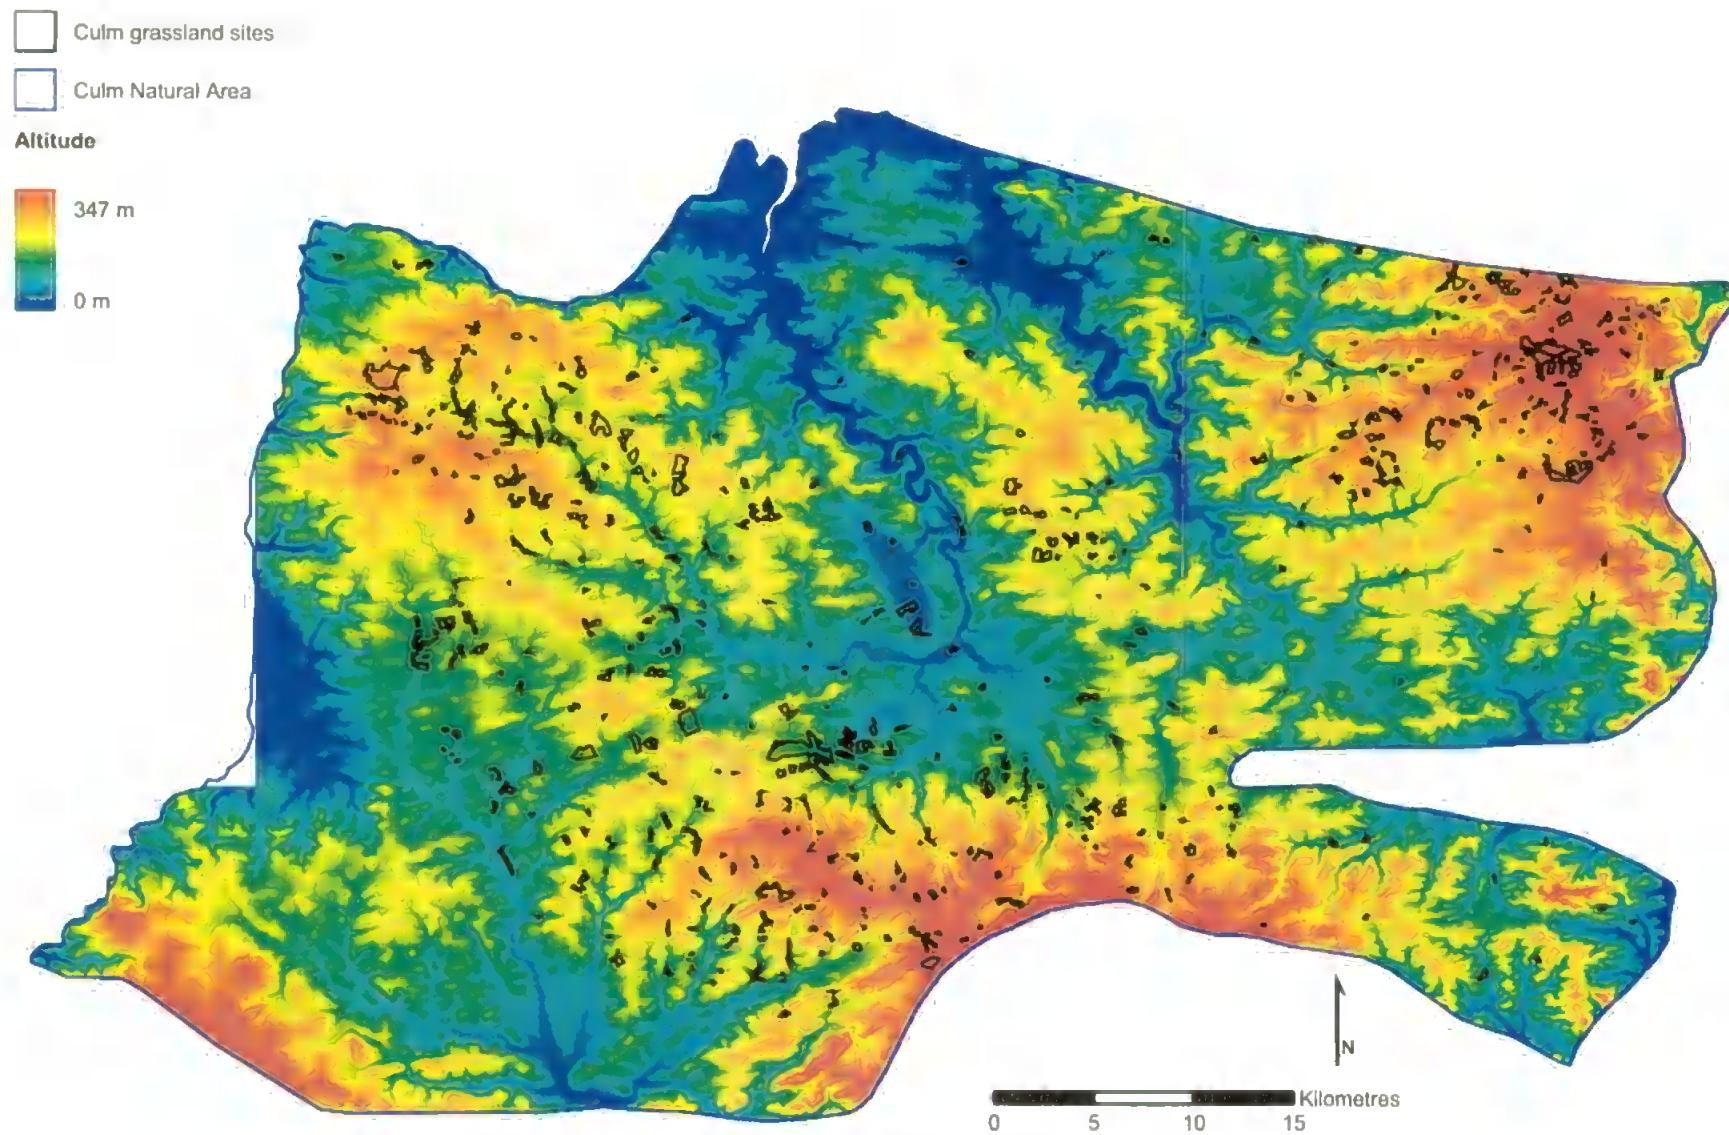 Culm grassland sites
Culm Natural Area
Altitude
347 m
0 m
N
Kilometres
0 5 10 15